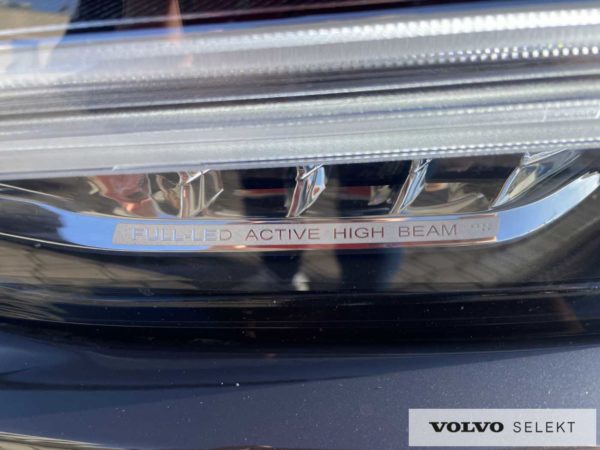 FULL-LED ACTIVE HIGH BEAM
VOLVO SELEKT